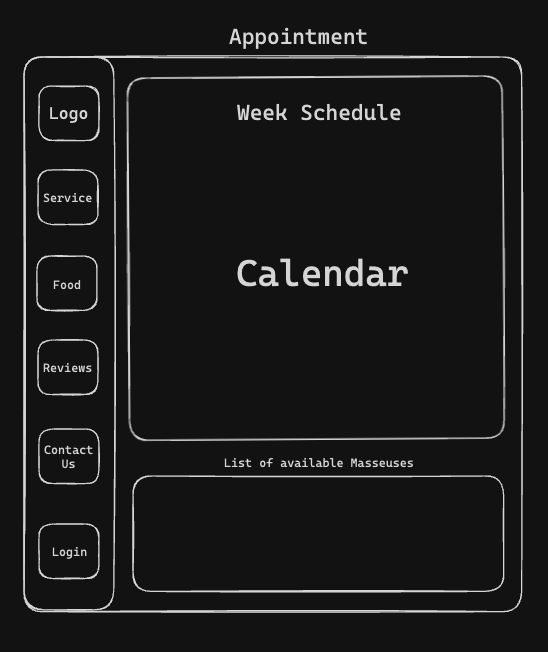 Appointment
Logo
Service
Food
Reviews
Contact
Us
Login
Week Schedule
Calendar
List of available Masseuses